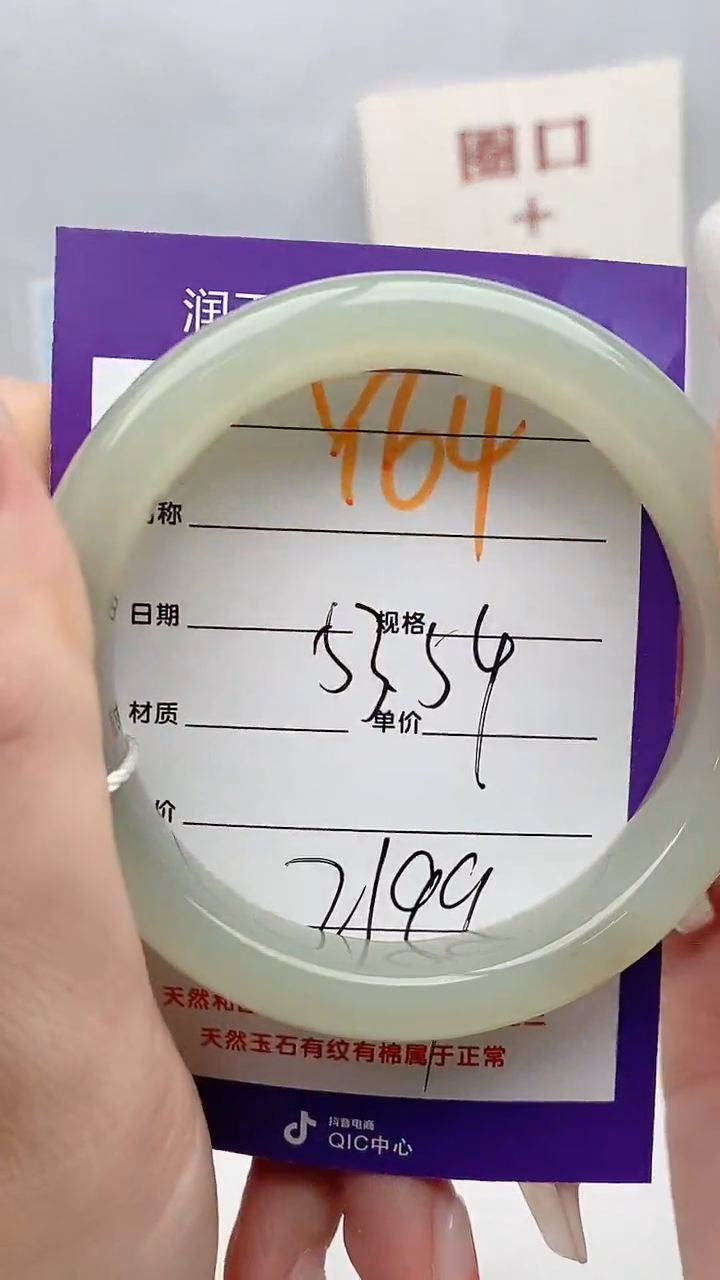 圈口
+
润
Y64
称
日期 规格
5354
材质 单价
价
2199
天然和
天然玉石有纹有棉属于正常
抖音电商
QIC中心